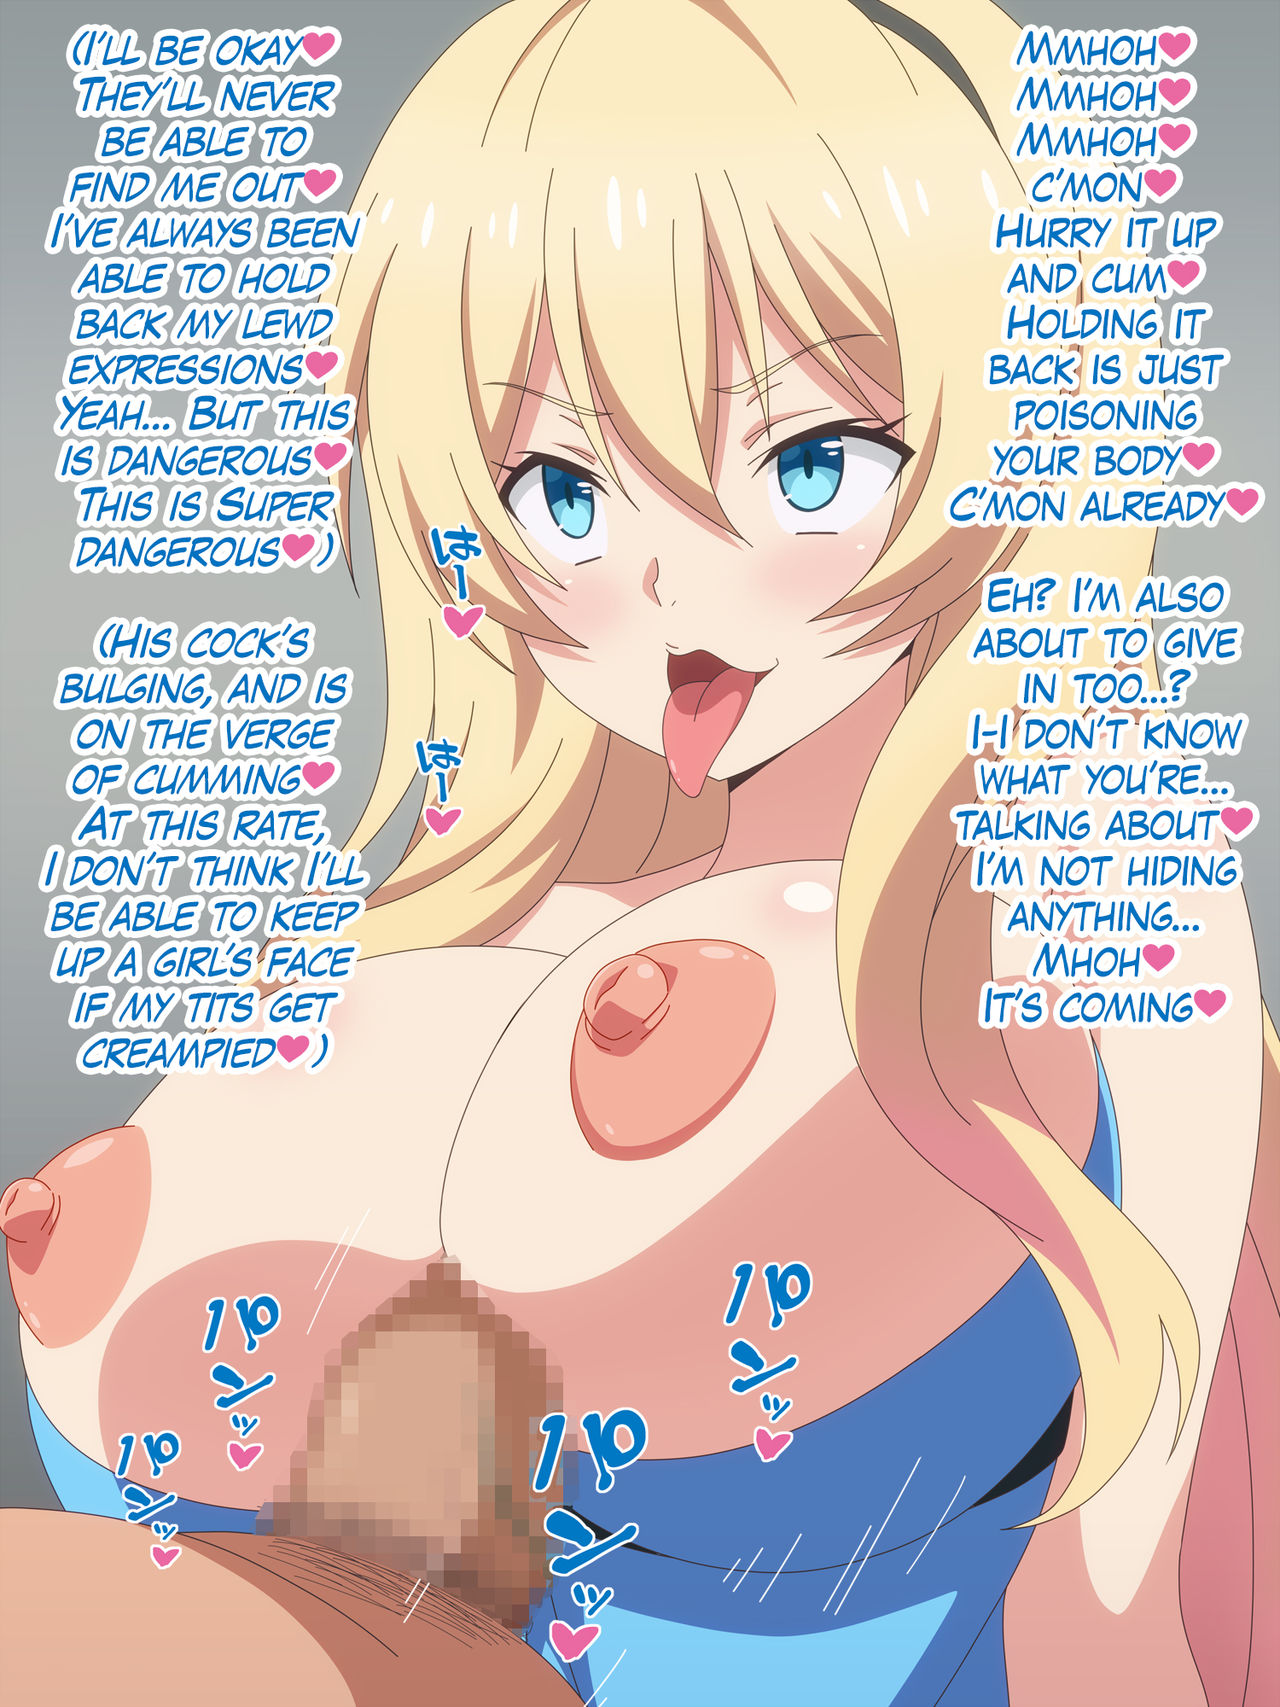 (I'll be okay♥
They'll never
be able to
find me out♥
I've always been
able to hold
back my lewd
expressions♥
Yeah... But this
is dangerous♥
This is Super
dangerous♥)
(His cock's
bulging, and is
on the verge
of cumming♥
At this rate,
I don't think I'll
be able to keep
up a girl's face
if my tits get
creampied♥)
Mmhoh♥
Mmhoh♥
Mmhoh♥
C'mon♥
Hurry it up
and cum♥
Holding it
back is just
poisoning
your body♥
C'mon already♥
Eh? I'm also
about to give
in too...?
I-I don't know
what you're...
talking about♥
I'm not hiding
anything...
Mhoh♥
It's coming♥
はー♥
はー♥
パンッ♥
パンッ♥
パンッ♥
パンッ♥